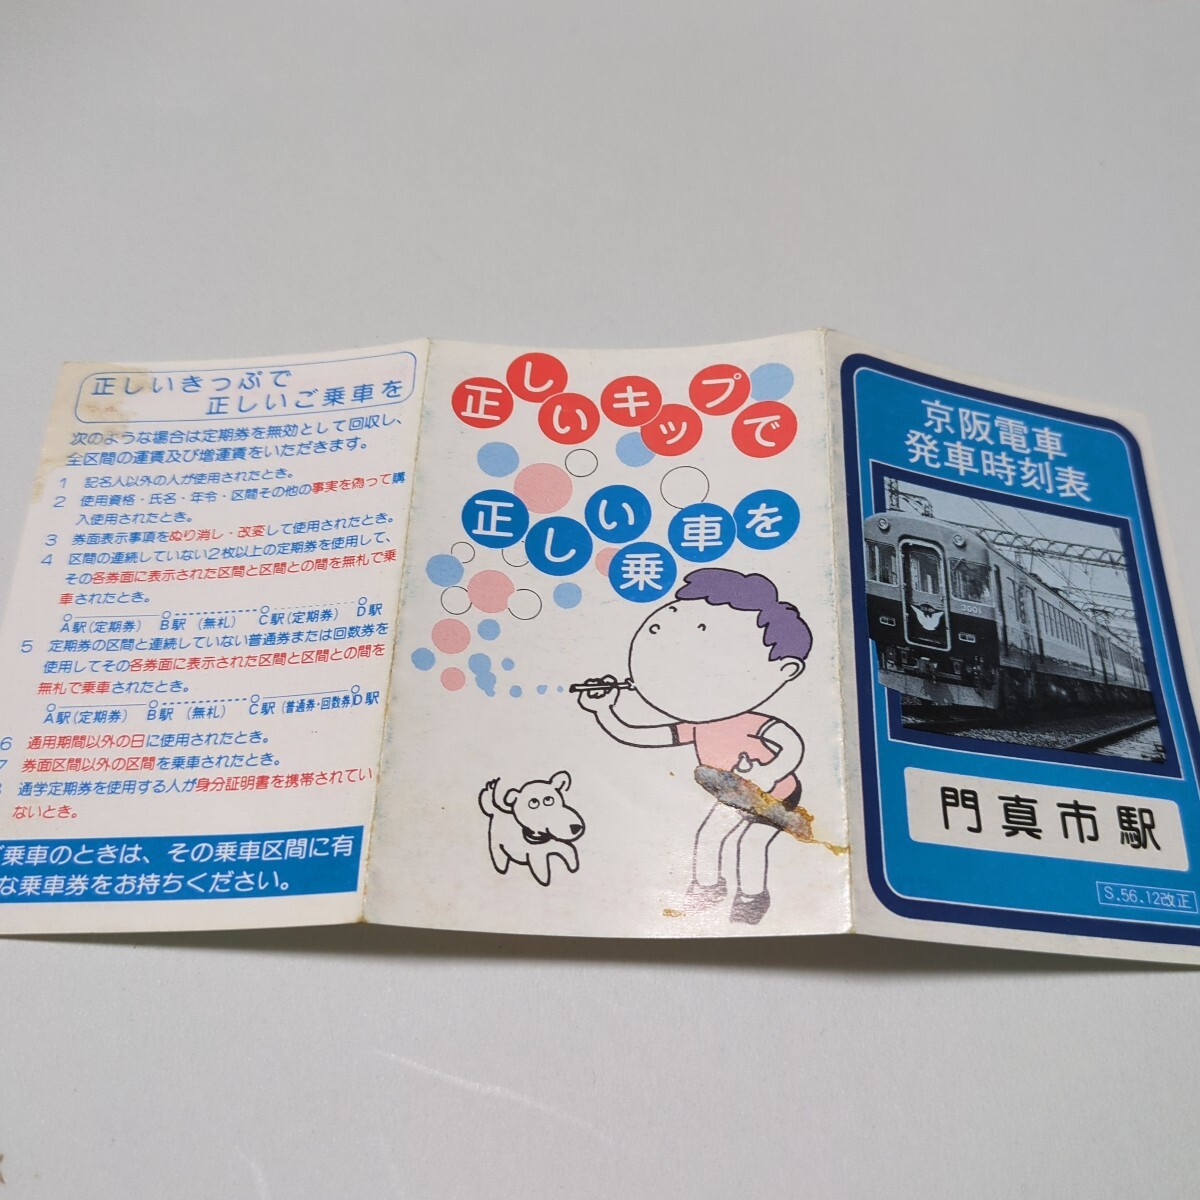 正しいきっぷで
正しいご乗車を
次のような場合は定期券を無効として回収し、
全区間の運賃及び増運賃をいただきます。
1 記名人以外の人が使用されたとき。
2 使用資格・氏名・年令・区間その他の事実を偽って購
入使用されたとき。
3 券面表示事項をぬり消し・改変して使用されたとき。
4 区間の連続していない2枚以上の定期券を使用して、
その各券面に表示された区間と区間との間を無札で乗
車されたとき。
A駅(定期券) B駅 (無札) C駅(定期券) D駅
5 定期券の区間と連続していない普通券または回数券を
使用してその各券面に表示された区間と区間との間を
無札で乗車されたとき。
A駅(定期券) B駅 (無札) C駅(普通券・回数券)D駅
6 通用期間以外の日に使用されたとき。
7 券面区間以外の区間を乗車されたとき。
通学定期券を使用する人が身分証明書を携帯されてい
ないとき。
乗車のときは、その乗車区間に有
な乗車券をお持ちください。
正しいキップで
正しい乗車を
京阪電車
発車時刻表
3001
門真市駅
S.56.12改正